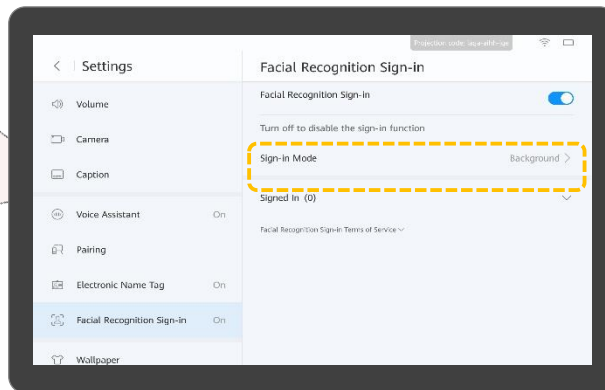 Projection code:
Settings
Facial Recognition Sign-in
Volume
Camera
Caption
Voice Assistant On
Pairing
Electronic Name Tag On
Facial Recognition Sign-in On
Wallpaper
Facial Recognition Sign-in
Turn off to disable the sign-in function
Sign-in Mode Background
Signed In (0)
Facial Recognition Sign-in Terms of Service